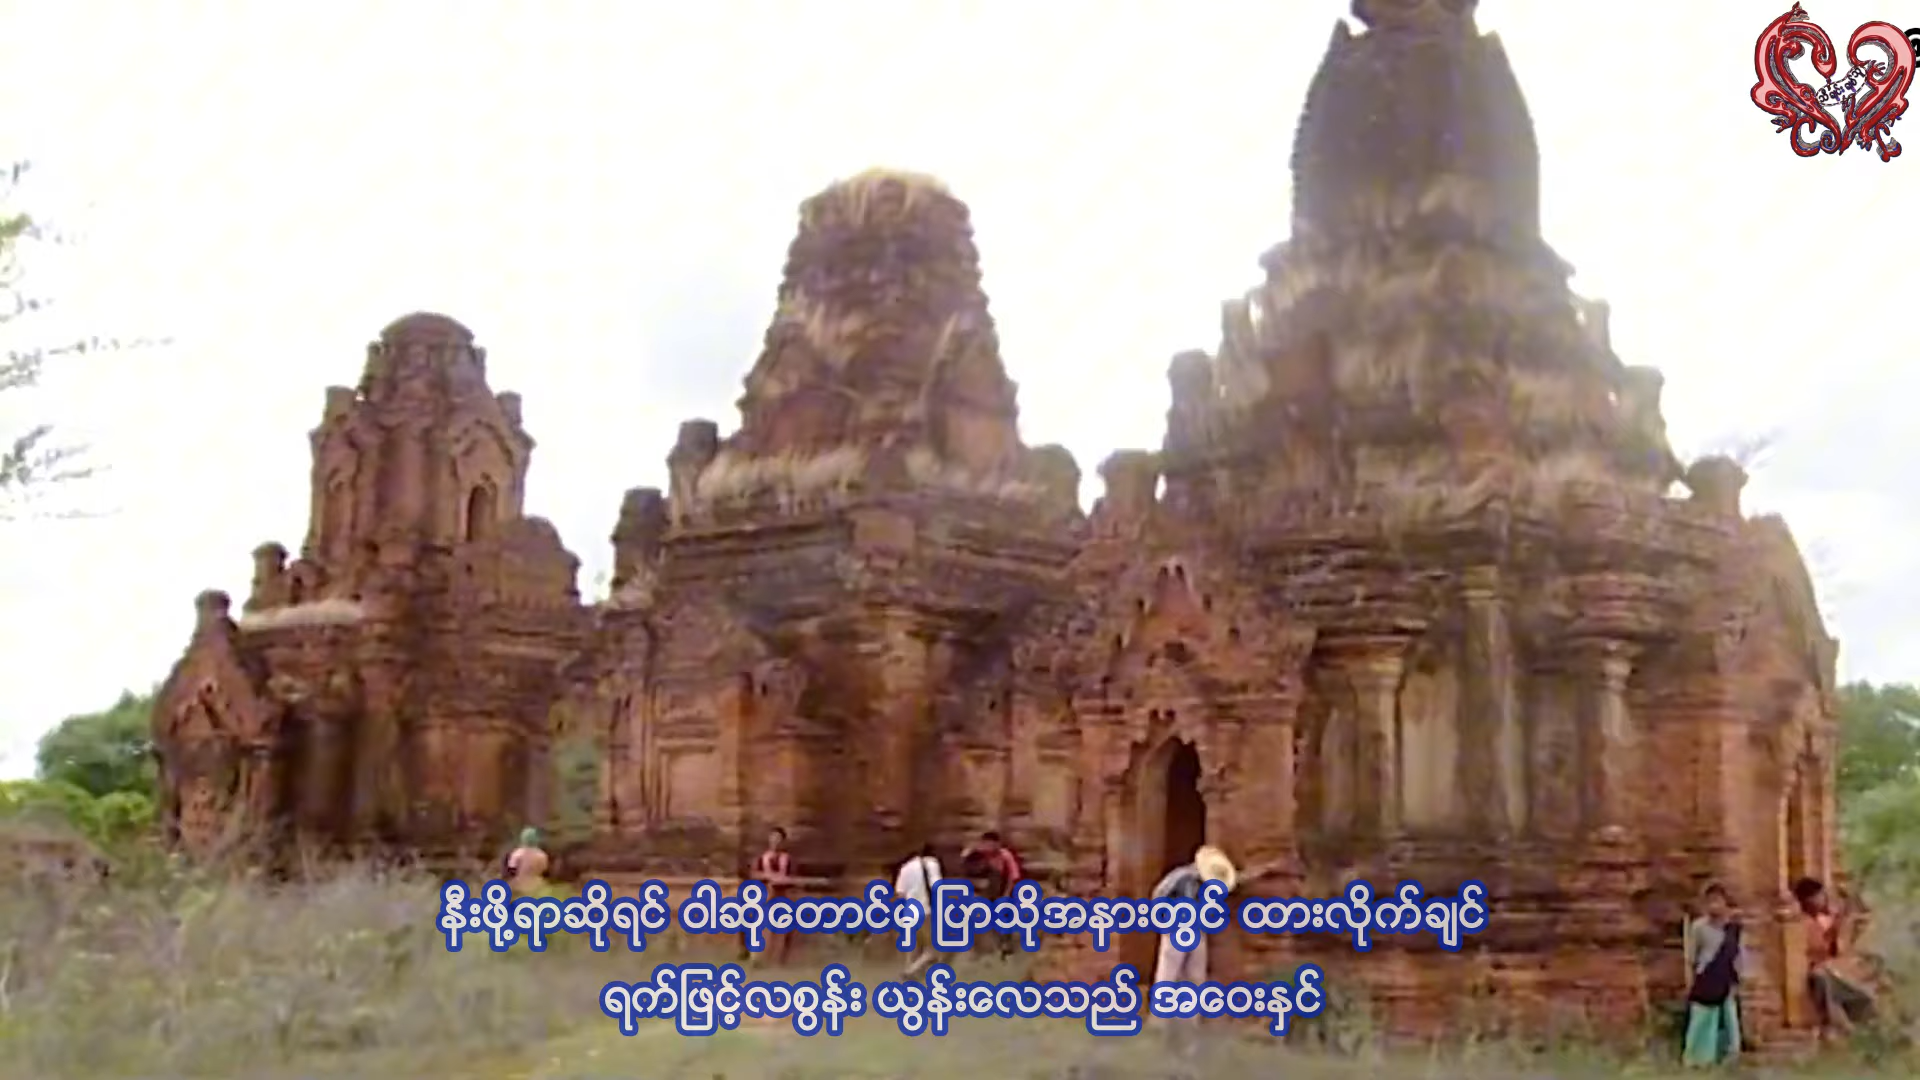 နီးဖို့ရာဆိုရင် ဝါဆိုတောင်မှ ပြာသိုအနားတွင် ထားလိုက်ချင်
ရက်ဖြင့်လစွန်း ယွန်းလေသည် အဝေးနှင်